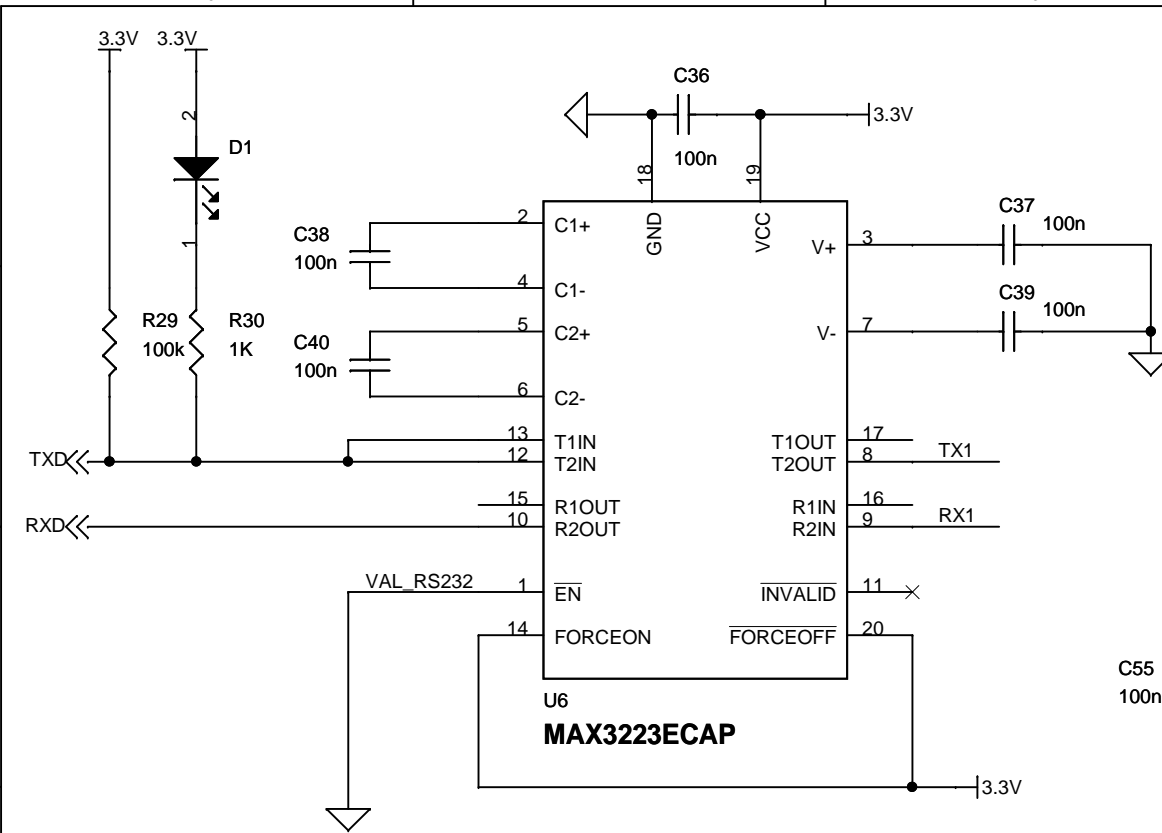 3.3V 3.3V
C36
3.3V
100n
2
D1
1
18
19
GND
VCC
C38
100n
2
C1+
4
C1-
V+
3
C37
100n
R29
100k
R30
1K
C40
100n
5
C2+
6
C2-
V-
7
C39
100n
TXD
13
T1IN
12
T2IN
T1OUT
17
T2OUT
8
TX1
RXD
15
R1OUT
10
R2OUT
R1IN
16
R2IN
9
RX1
VAL_RS232
1
EN
INVALID
11
14
FORCEON
FORCEOFF
20
C55
100n
U6
MAX3223ECAP
3.3V